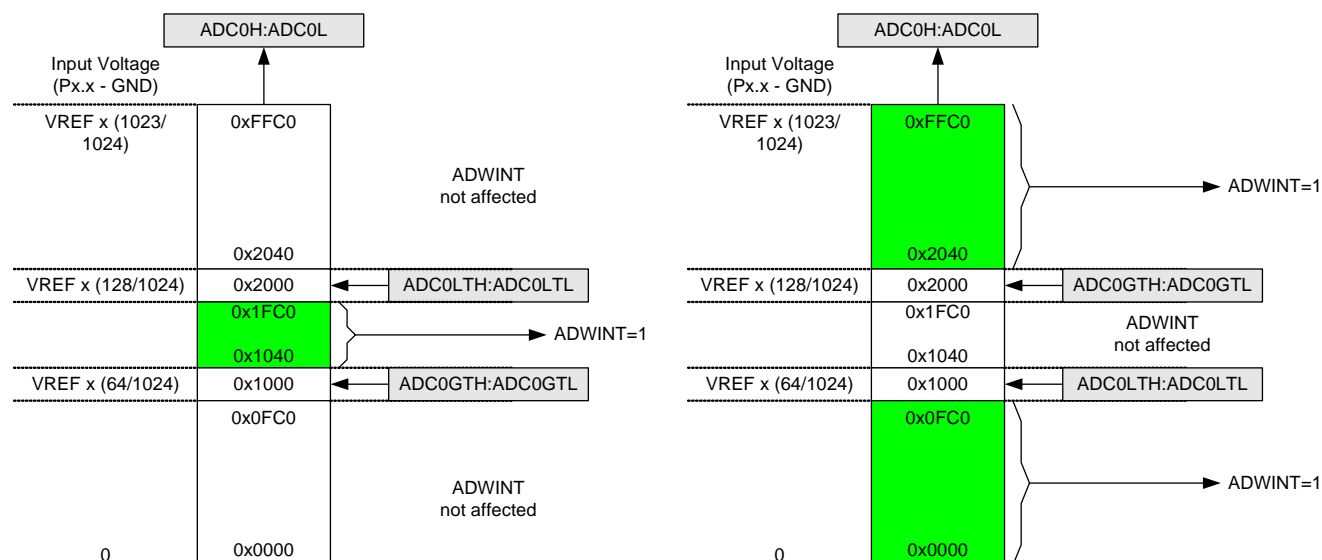 ADC0H:ADC0L
Input Voltage
(Px.x - GND)
VREF x (1023/
1024)
0xFFC0
ADWINT
not affected
0x2040
VREF x (128/1024)
0x2000
ADC0LTH:ADC0LTL
0x1FC0
ADWINT=1
0x1040
VREF x (64/1024)
0x1000
ADC0GTH:ADC0GTL
0x0FC0
ADWINT
not affected
0
0x0000
ADC0H:ADC0L
Input Voltage
(Px.x - GND)
VREF x (1023/
1024)
0xFFC0
ADWINT=1
0x2040
VREF x (128/1024)
0x2000
ADC0GTH:ADC0GTL
0x1FC0
ADWINT
not affected
0x1040
VREF x (64/1024)
0x1000
ADC0LTH:ADC0LTL
0x0FC0
ADWINT=1
0
0x0000